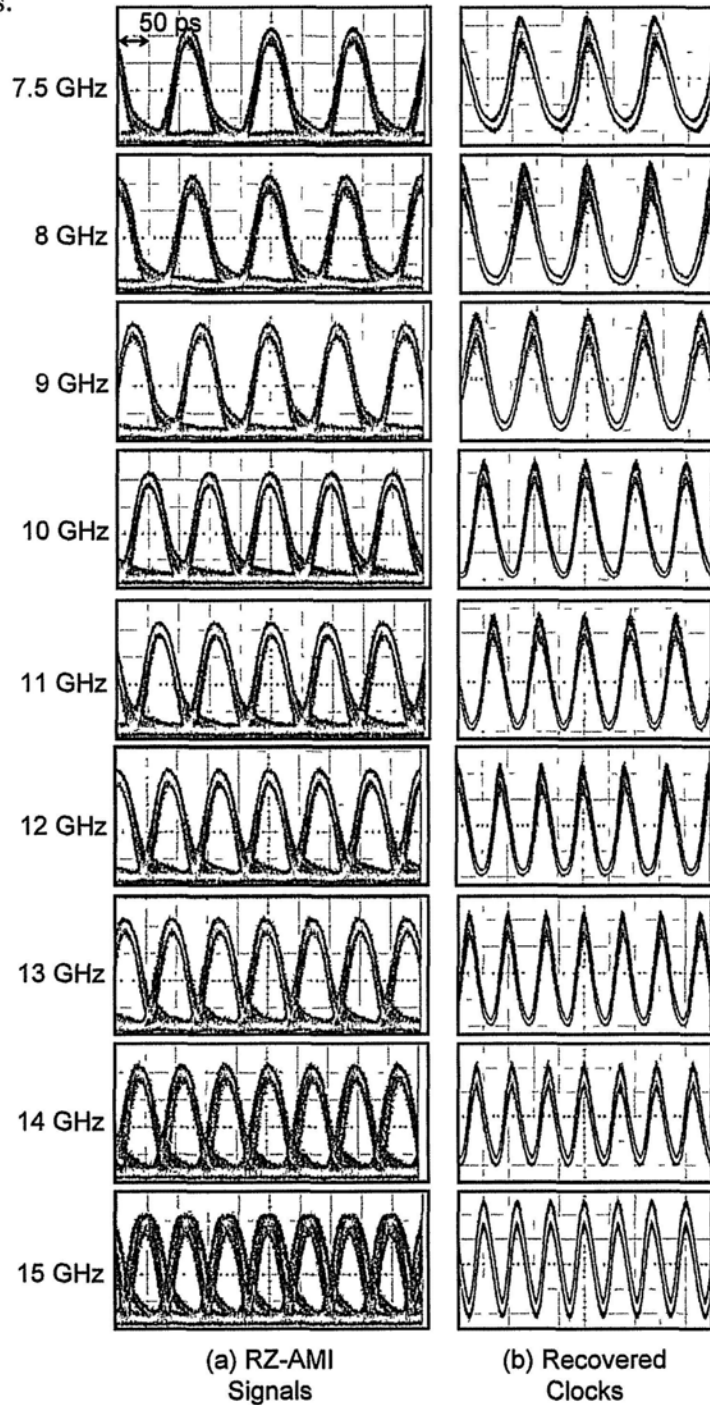 s.
50 ps
7.5 GHz
8 GHz
9 GHz
10 GHz
11 GHz
12 GHz
13 GHz
14 GHz
15 GHz
(a) RZ-AMI
Signals
(b) Recovered
Clocks